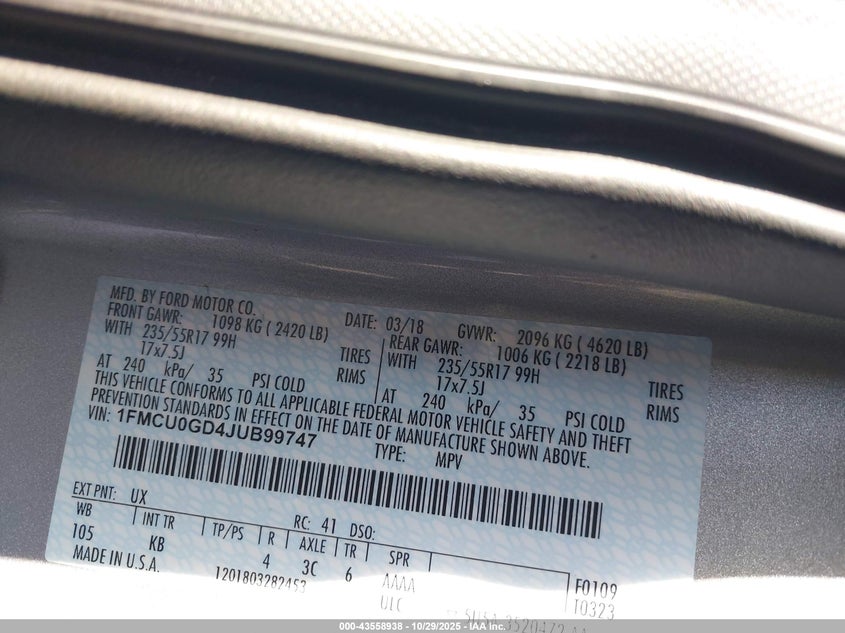 MFD. BY FORD MOTOR CO.
DATE: 03/18 GVWR: 2096 KG ( 4620 LB)
FRONT GAWR: 1098 KG ( 2420 LB)
WITH 235/55R17 99H TIRES
17x7.5J RIMS
AT 240 kPa/ 35 PSI COLD
REAR GAWR: 1006 KG ( 2218 LB)
WITH 235/55R17 99H TIRES
17x7.5J RIMS
AT 240 kPa/ 35 PSI COLD
THIS VEHICLE CONFORMS TO ALL APPLICABLE FEDERAL MOTOR VEHICLE SAFETY AND THEFT
PREVENTION STANDARDS IN EFFECT ON THE DATE OF MANUFACTURE SHOWN ABOVE.
VIN: 1FMCU0GD4JUB99747
TYPE: MPV
EXT PNT: UX RC: 41 DSO:
WB INT TR TP/PS R AXLE TR SPR
105 KB 4 3C 6 AAAA F0109
MADE IN U.S.A. 1201803282453 T0323
000-43558938 - 10/29/2025 - IAA Inc.